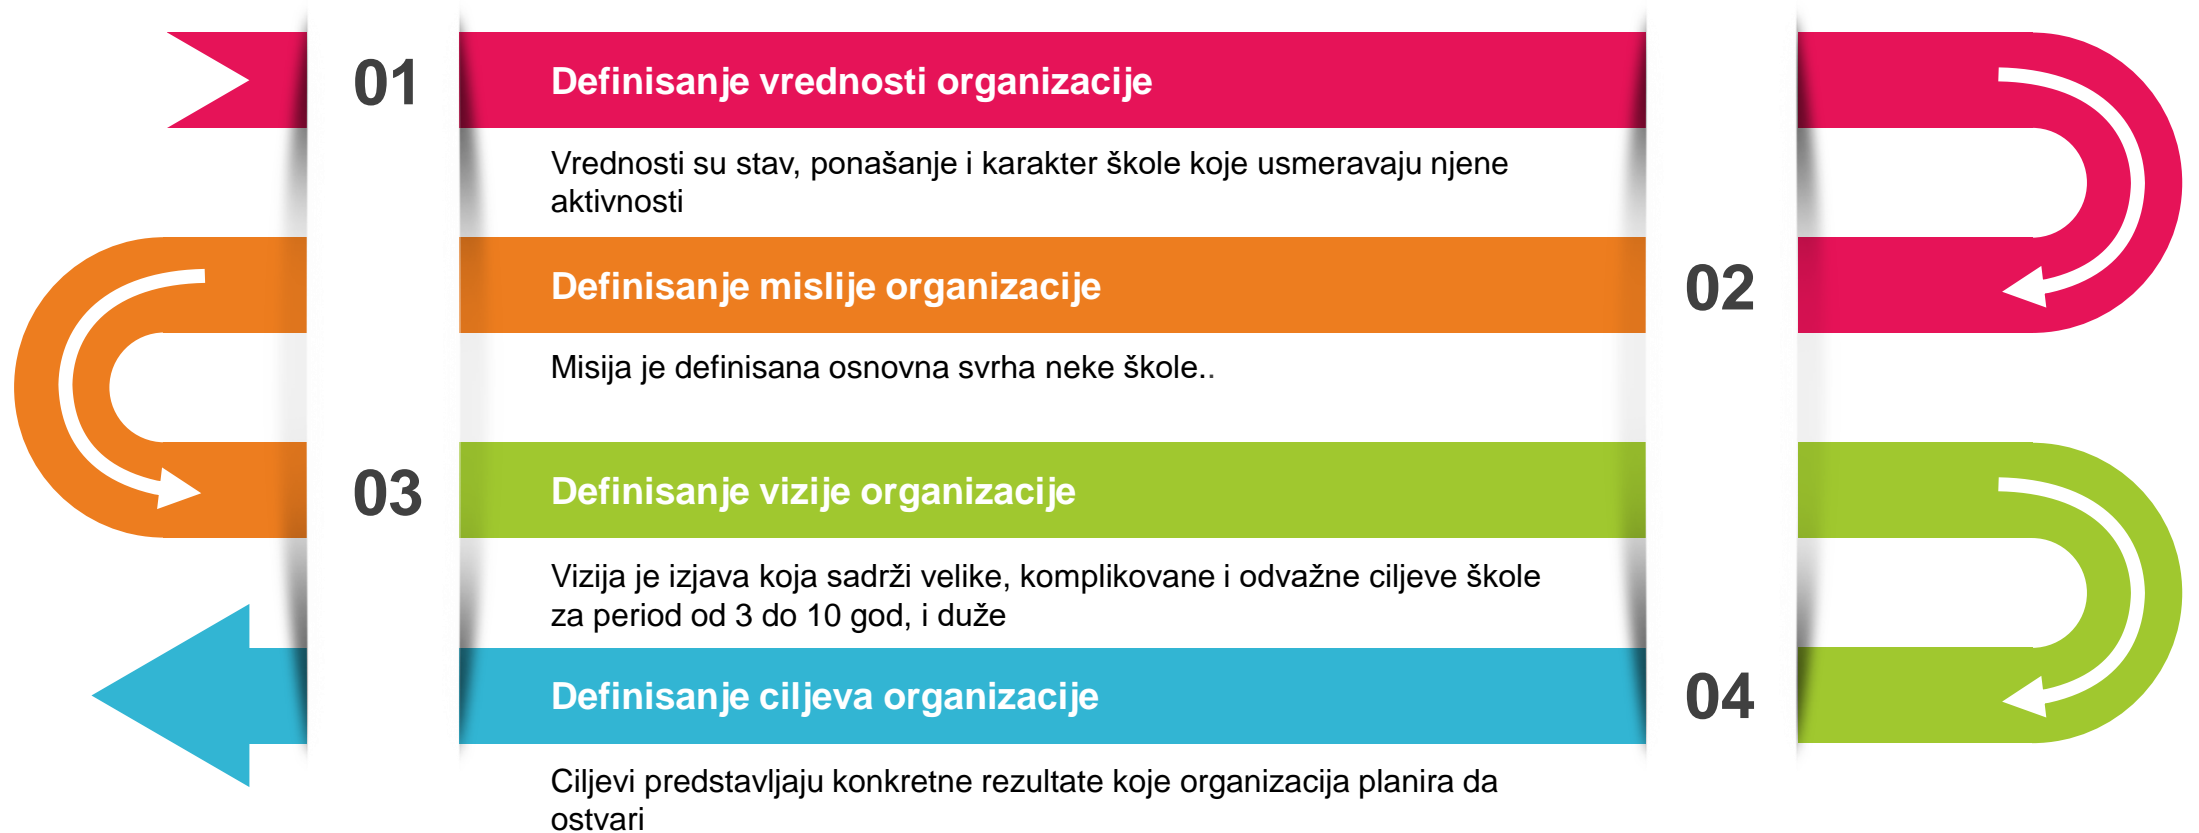 01
Definisanje vrednosti organizacije
Vrednosti su stav, ponašanje i karakter škole koje usmeravaju njene
aktivnosti
Definisanje mislije organizacije
02
Misija je definisana osnovna svrha neke škole..
03
Definisanje vizije organizacije
Vizija je izjava koja sadrži velike, komplikovane i odvažne ciljeve škole
za period od 3 do 10 god, i duže
Definisanje ciljeva organizacije
04
Ciljevi predstavljaju konkretne rezultate koje organizacija planira da
ostvari